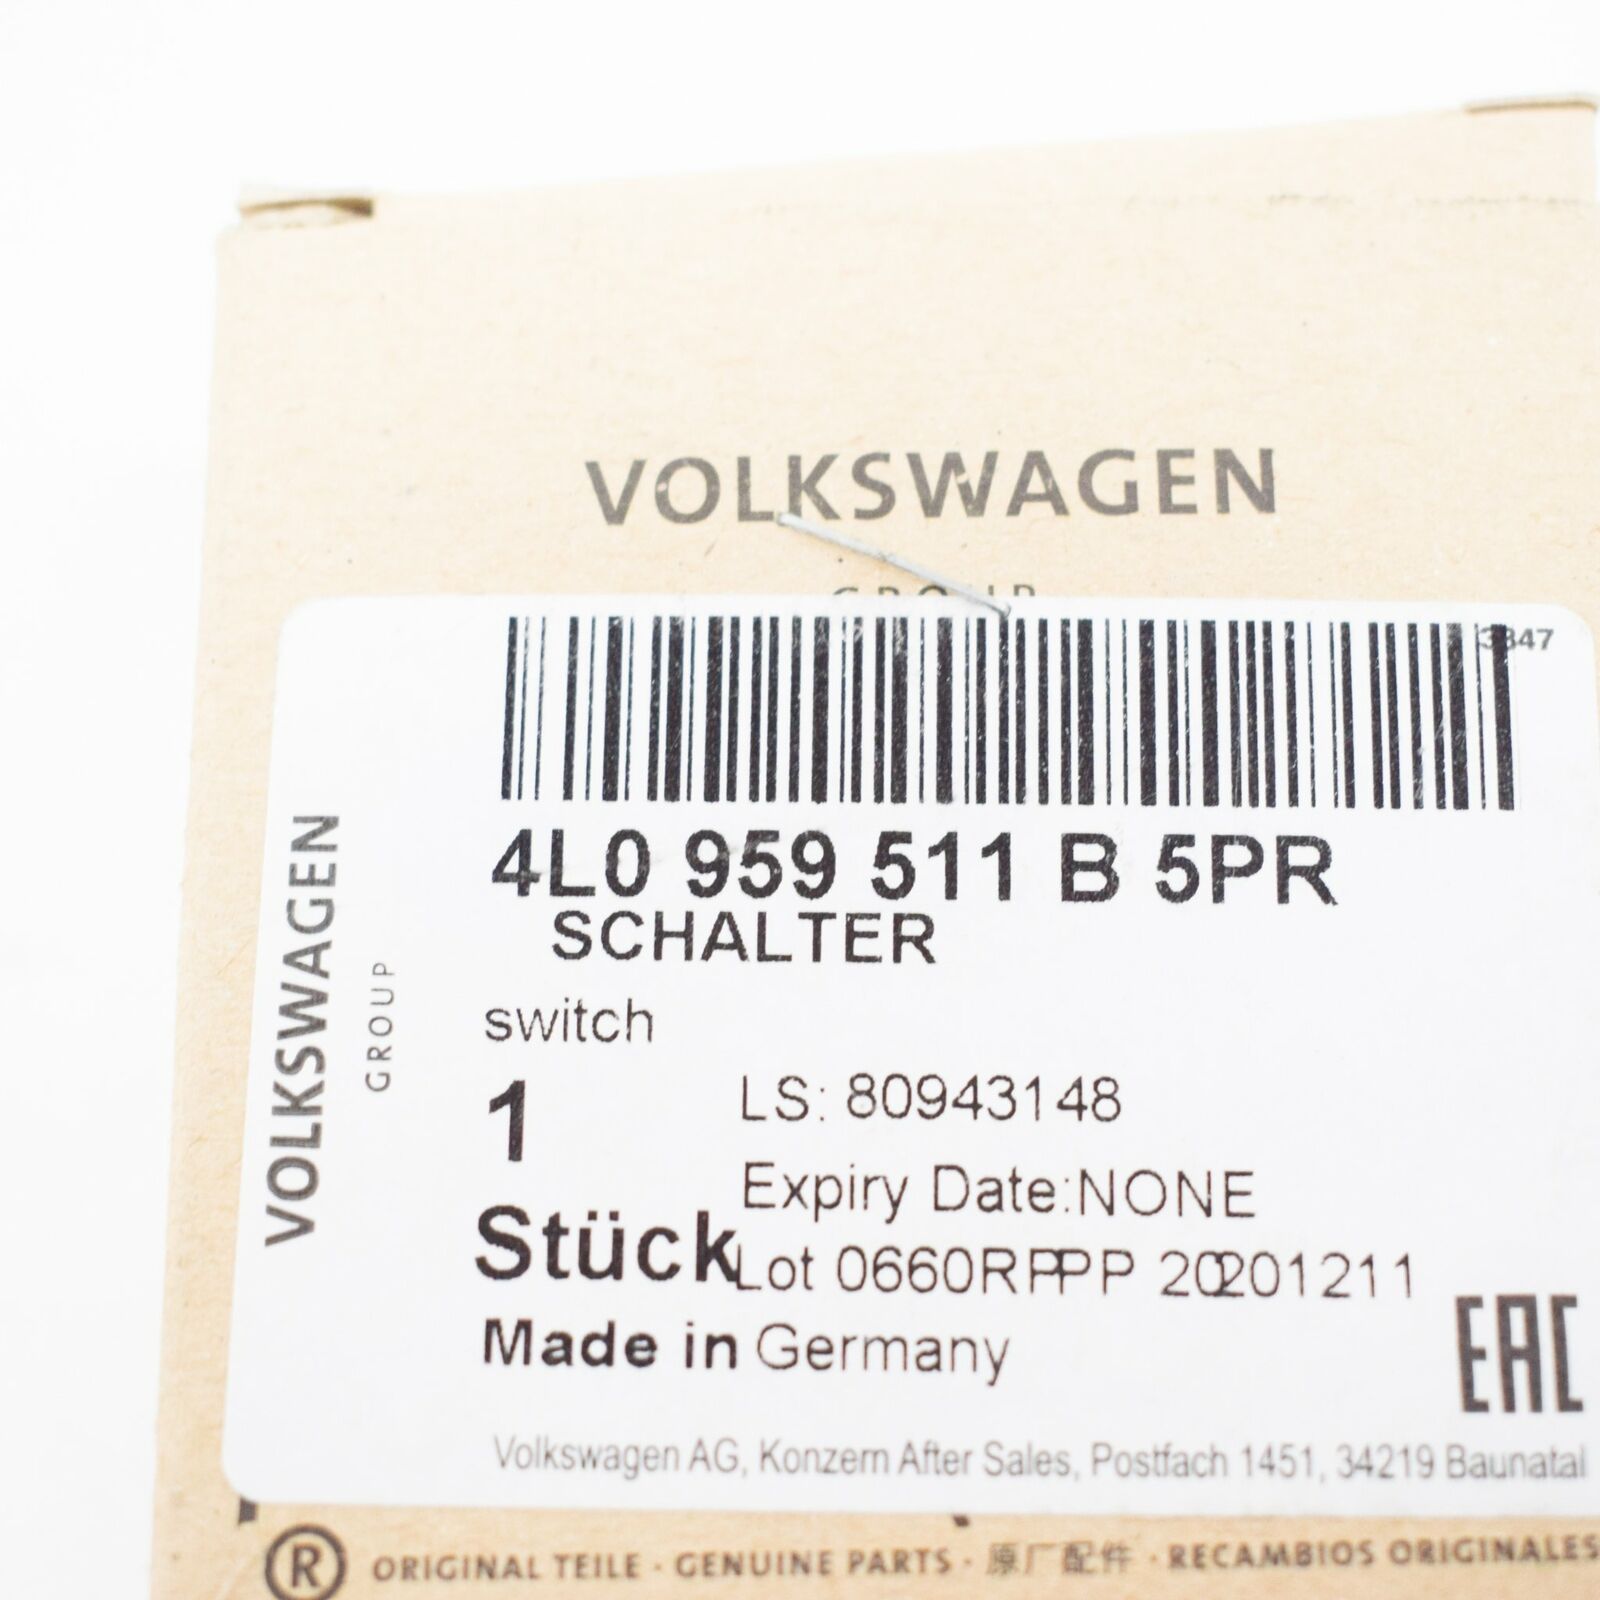 VOLKSWAGEN
GROUP
3347
VOLKSWAGEN
GROUP
4L0 959 511 B 5PR
SCHALTER
switch
1
LS: 80943148
Expiry Date:NONE
Stück
Lot 0660RPPP 20201211
Made in Germany
EAC
Volkswagen AG, Konzern After Sales, Postfach 1451, 34219 Baunatal
® ORIGINAL TEILE · GENUINE PARTS · 原厂配件 · RECAMBIOS ORIGINALES